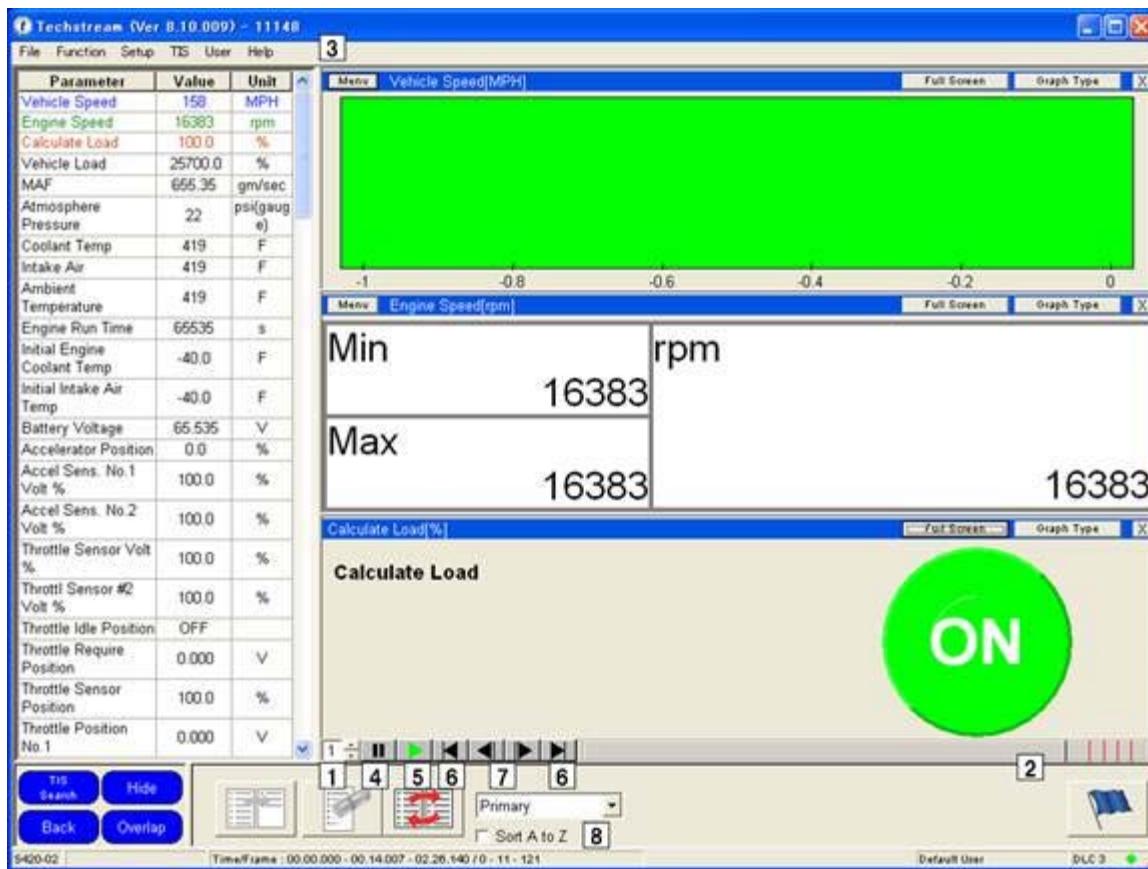 Techstream (Ver 8.10.009) - 11148
File Function Setup TIS User Help
3
Parameter Value Unit
Vehicle Speed 158 MPH
Engine Speed 16383 rpm
Calculate Load 100.0 %
Vehicle Load 25700.0 %
MAF 655.35 gm/sec
Atmosphere Pressure 22 psi(gauge)
Coolant Temp 419 F
Intake Air 419 F
Ambient Temperature 419 F
Engine Run Time 65535 s
Initial Engine Coolant Temp -40.0 F
Initial Intake Air Temp -40.0 F
Battery Voltage 65.535 V
Accelerator Position 0.0 %
Accel Sens. No.1 Volt % 100.0 %
Accel Sens. No.2 Volt % 100.0 %
Throttle Sensor Volt % 100.0 %
Throttl Sensor #2 Volt % 100.0 %
Throttle Idle Position OFF
Throttle Require Position 0.000 V
Throttle Sensor Position 100.0 %
Throttle Position No.1 0.000 V
Menu Vehicle Speed[MPH] Full Screen Graph Type X
-1 -0.8 -0.6 -0.4 -0.2 0
Menu Engine Speed[rpm] Full Screen Graph Type X
Min
16383
Max
16383
rpm
16383
Calculate Load[%] Full Screen Graph Type X
Calculate Load
ON
1
1 4 5 6 7 6 2
TIS Search Hide
Back Overlap
Primary
Sort A to Z 8
S420-02 Time/Frame : 00.00.000 - 00.14.007 - 02.26.140 / 0 - 11 - 121 Default User DLC 3